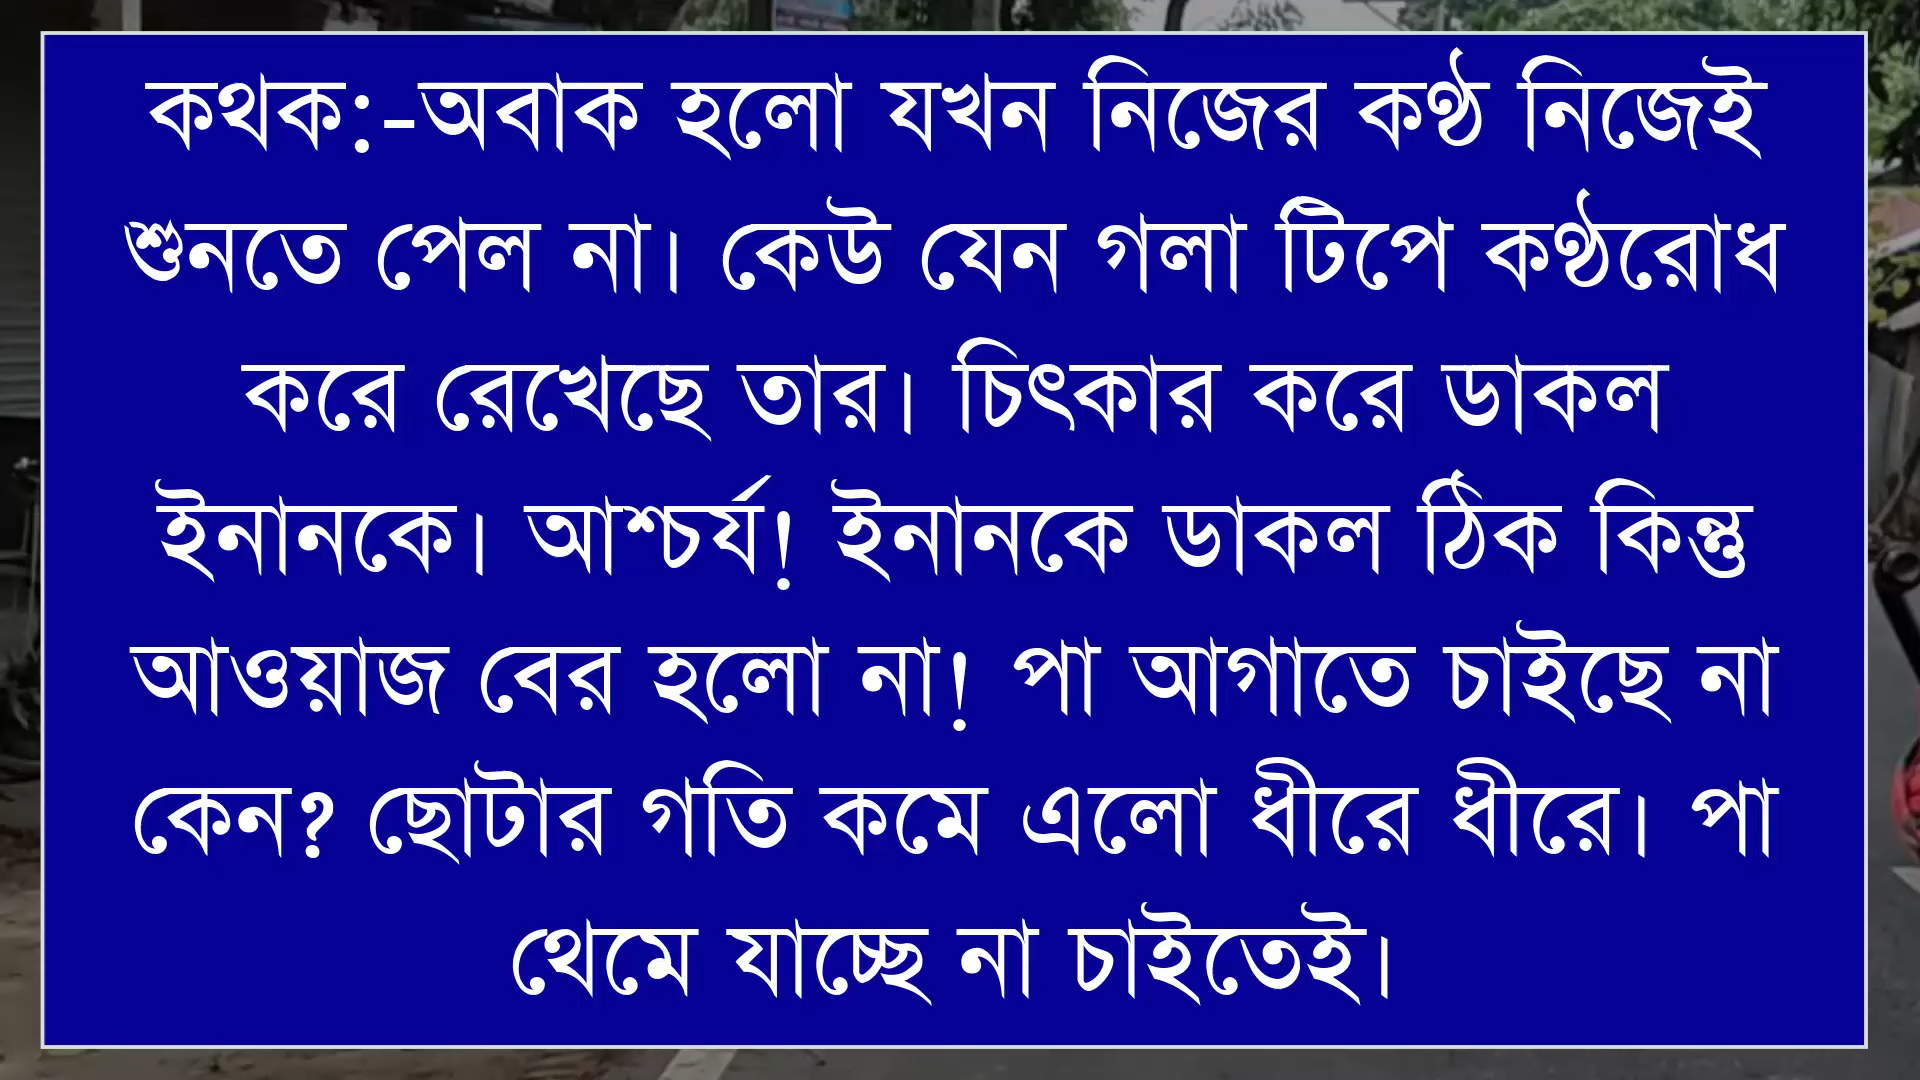 কথক:-অবাক হলো যখন নিজের কণ্ঠ নিজেই
শুনতে পেল না। কেউ যেন গলা টিপে কণ্ঠরোধ
করে রেখেছে তার। চিৎকার করে ডাকল
ইনানকে। আশ্চর্য! ইনানকে ডাকল ঠিক কিন্তু
আওয়াজ বের হলো না! পা আগাতে চাইছে না
কেন? ছোটার গতি কমে এলো ধীরে ধীরে। পা
থেমে যাচ্ছে না চাইতেই।